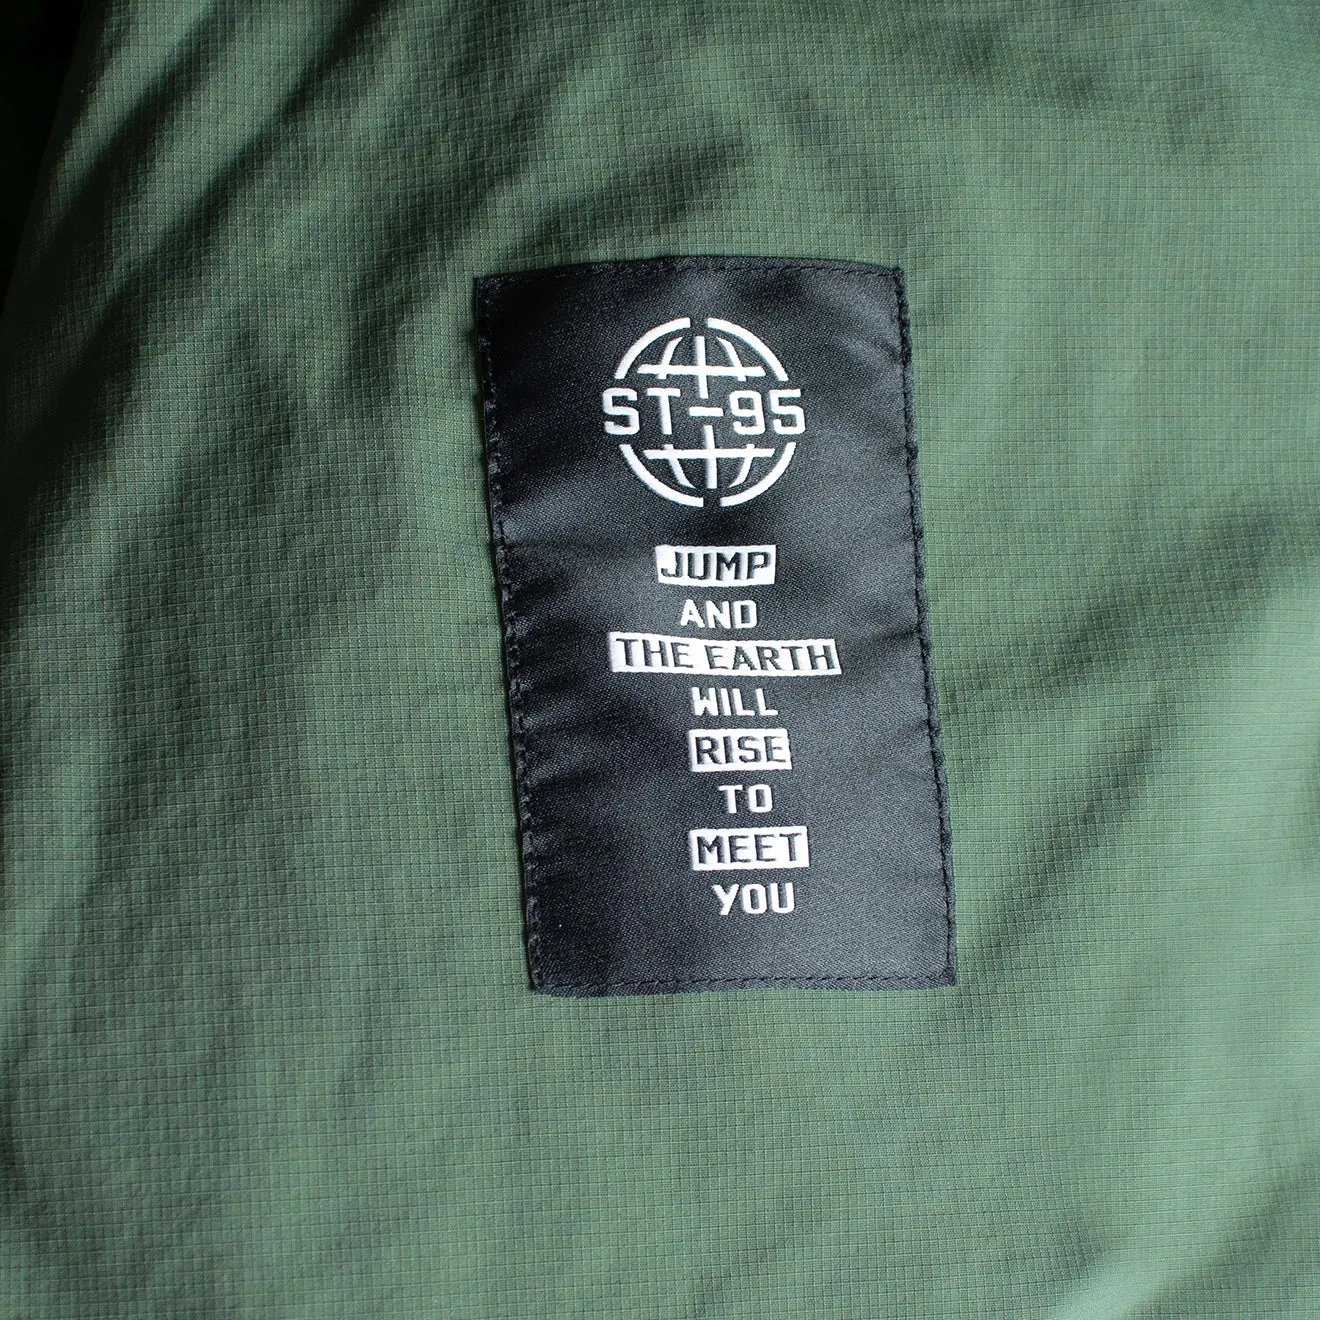 ST-95
JUMP
AND
THE EARTH
WILL
RISE
TO
MEET
YOU